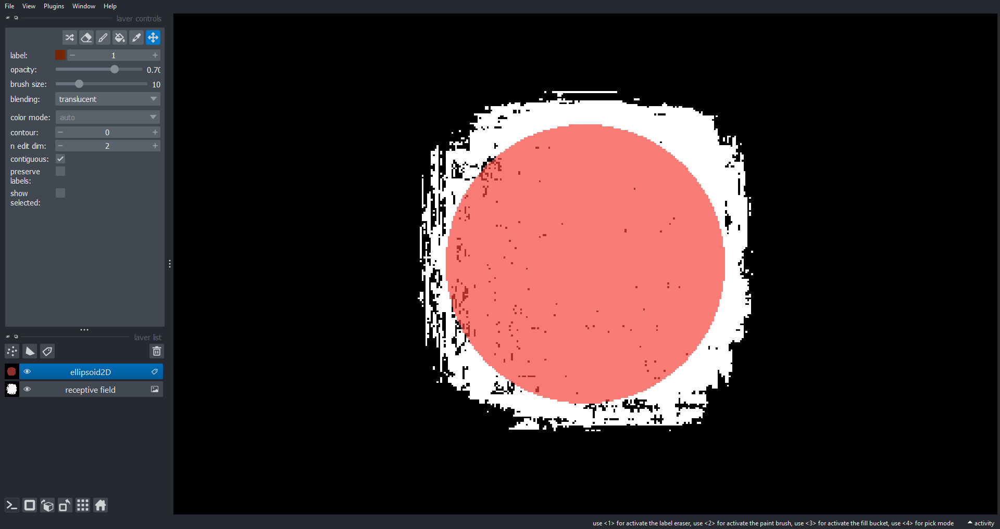 File View Plugins Window Help
layer controls
label: 1
opacity: 0.70
brush size: 10
blending: translucent
color mode: auto
contour: 0
n edit dim: 2
contiguous:
preserve
labels:
show
selected:
layer list
ellipsoid2D
receptive field
use <1> for activate the label eraser, use <2> for activate the paint brush, use <3> for activate the fill bucket, use <4> for pick mode activity